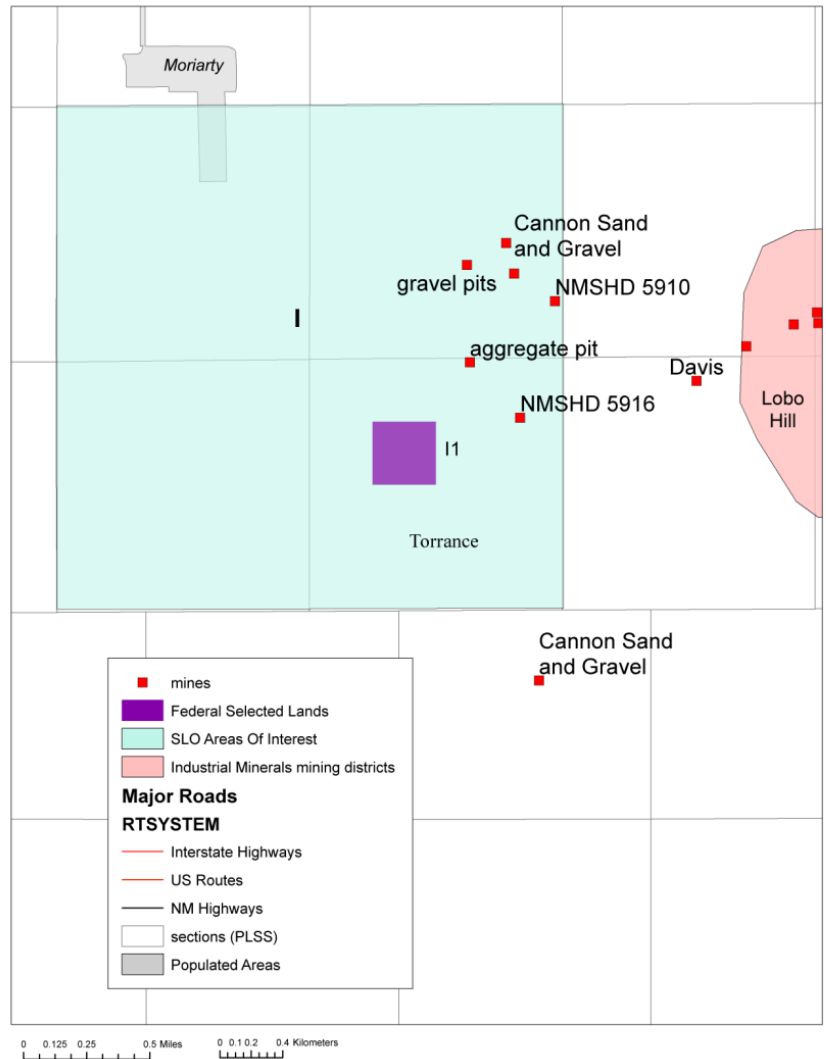 Moriarty
Cannon Sand
and Gravel
gravel pits
NMSHD 5910
I
aggregate pit
Davis
NMSHD 5916
Lobo
Hill
I1
Torrance
Cannon Sand
and Gravel
mines
Federal Selected Lands
SLO Areas Of Interest
Industrial Minerals mining districts
Major Roads
RTSYSTEM
Interstate Highways
US Routes
NM Highways
sections (PLSS)
Populated Areas
0 0.125 0.25 0.5 Miles
0 0.1 0.2 0.4 Kilometers